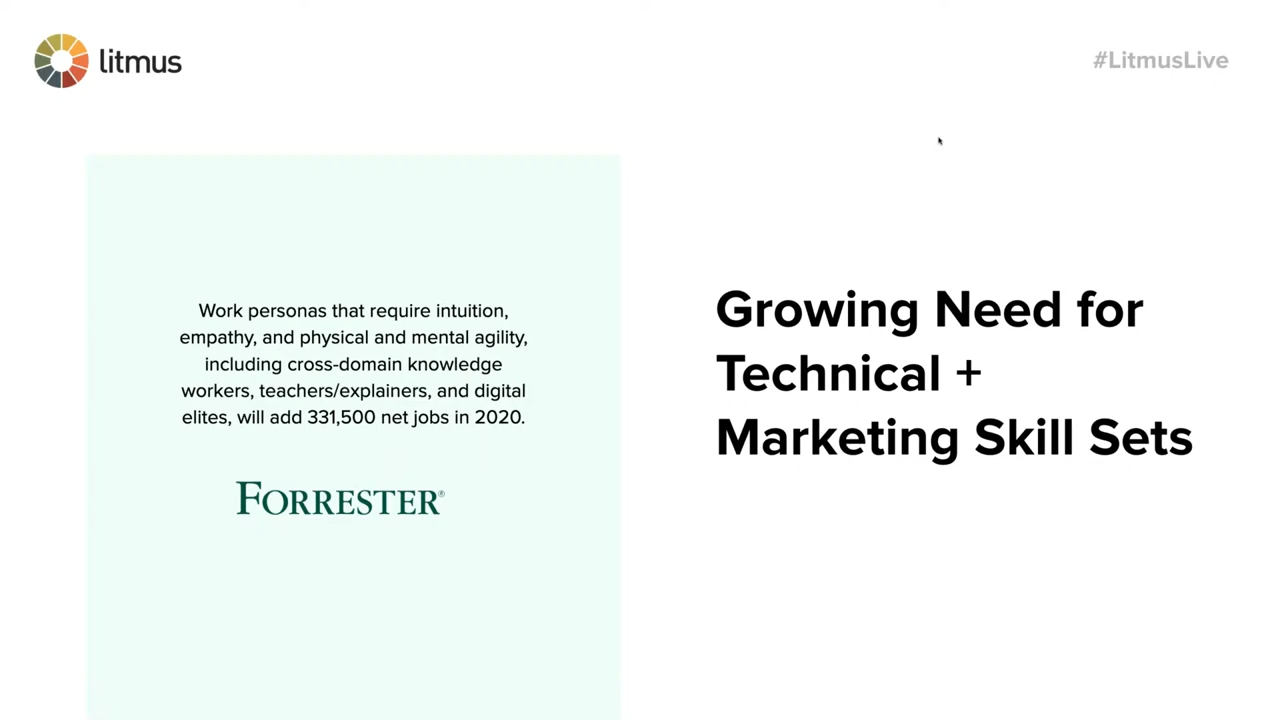 litmus
#LitmusLive
Work personas that require intuition,
empathy, and physical and mental agility,
including cross-domain knowledge
workers, teachers/explainers, and digital
elites, will add 331,500 net jobs in 2020.
FORRESTER®
Growing Need for
Technical +
Marketing Skill Sets